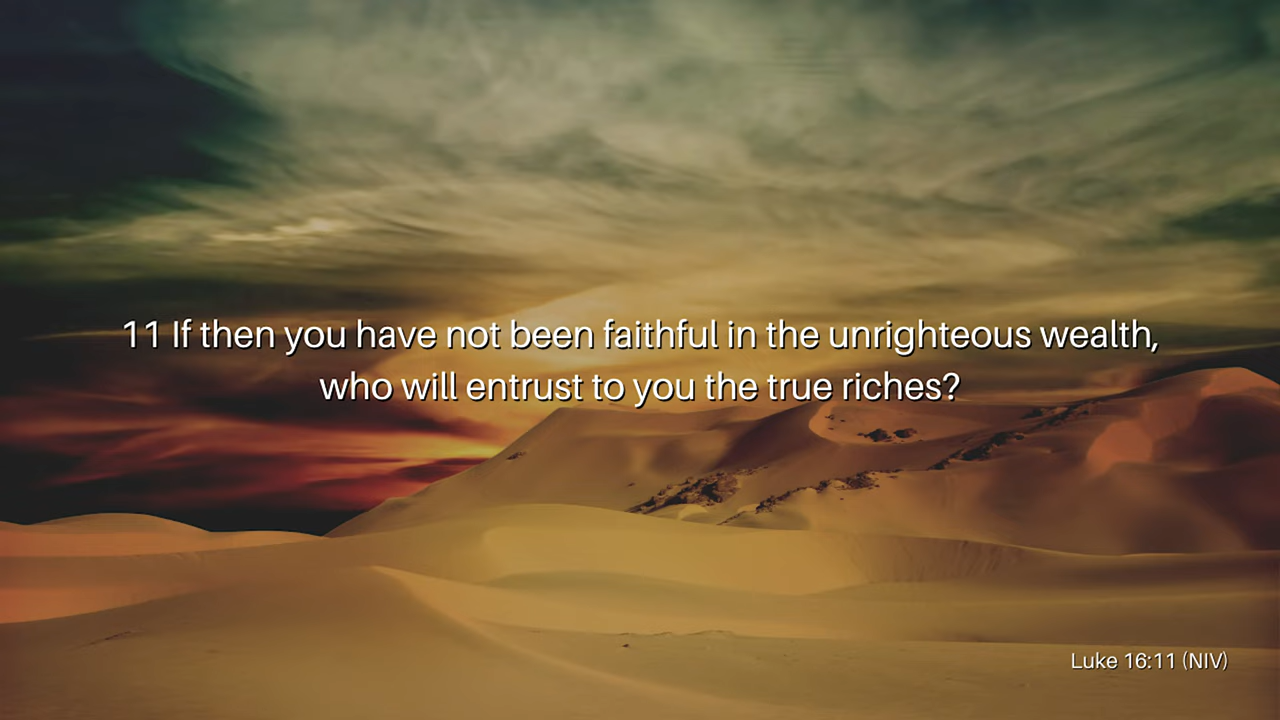 11 If then you have not been faithful in the unrighteous wealth,
who will entrust to you the true riches?
Luke 16:11 (NIV)